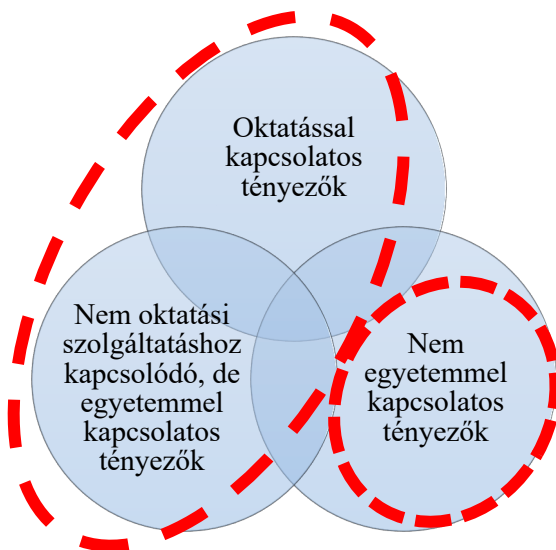 Oktatással
kapcsolatos
tényezők
Nem oktatási
szolgáltatáshoz
kapcsolódó, de
egyetemmel
kapcsolatos
tényezők
Nem
egyetemmel
kapcsolatos
tényezők